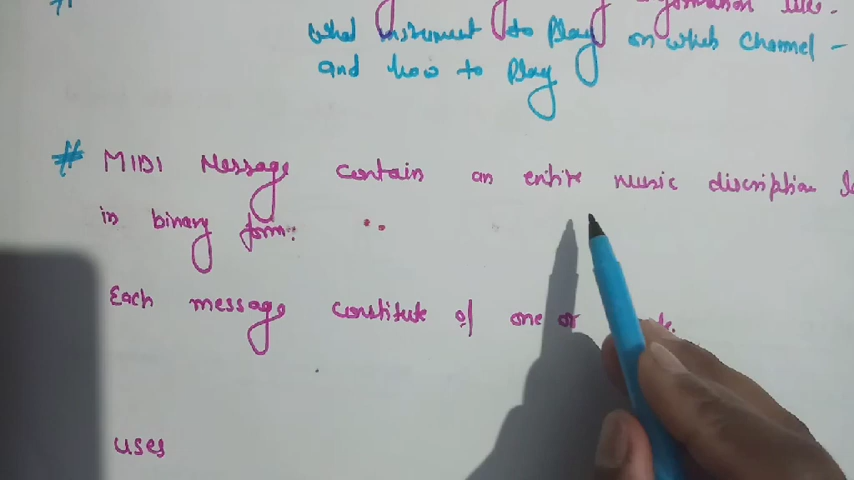 what instrument to play on which Channel -
and how to play
# MIDI Message contain an entire music discription
in binary form.
Each message constitute of one or
uses